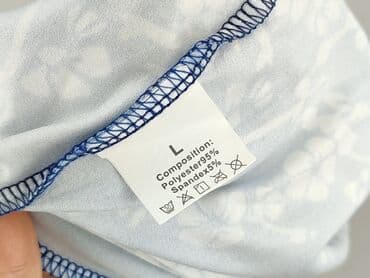 L
Composition:
Polyester95%
Spandex5%